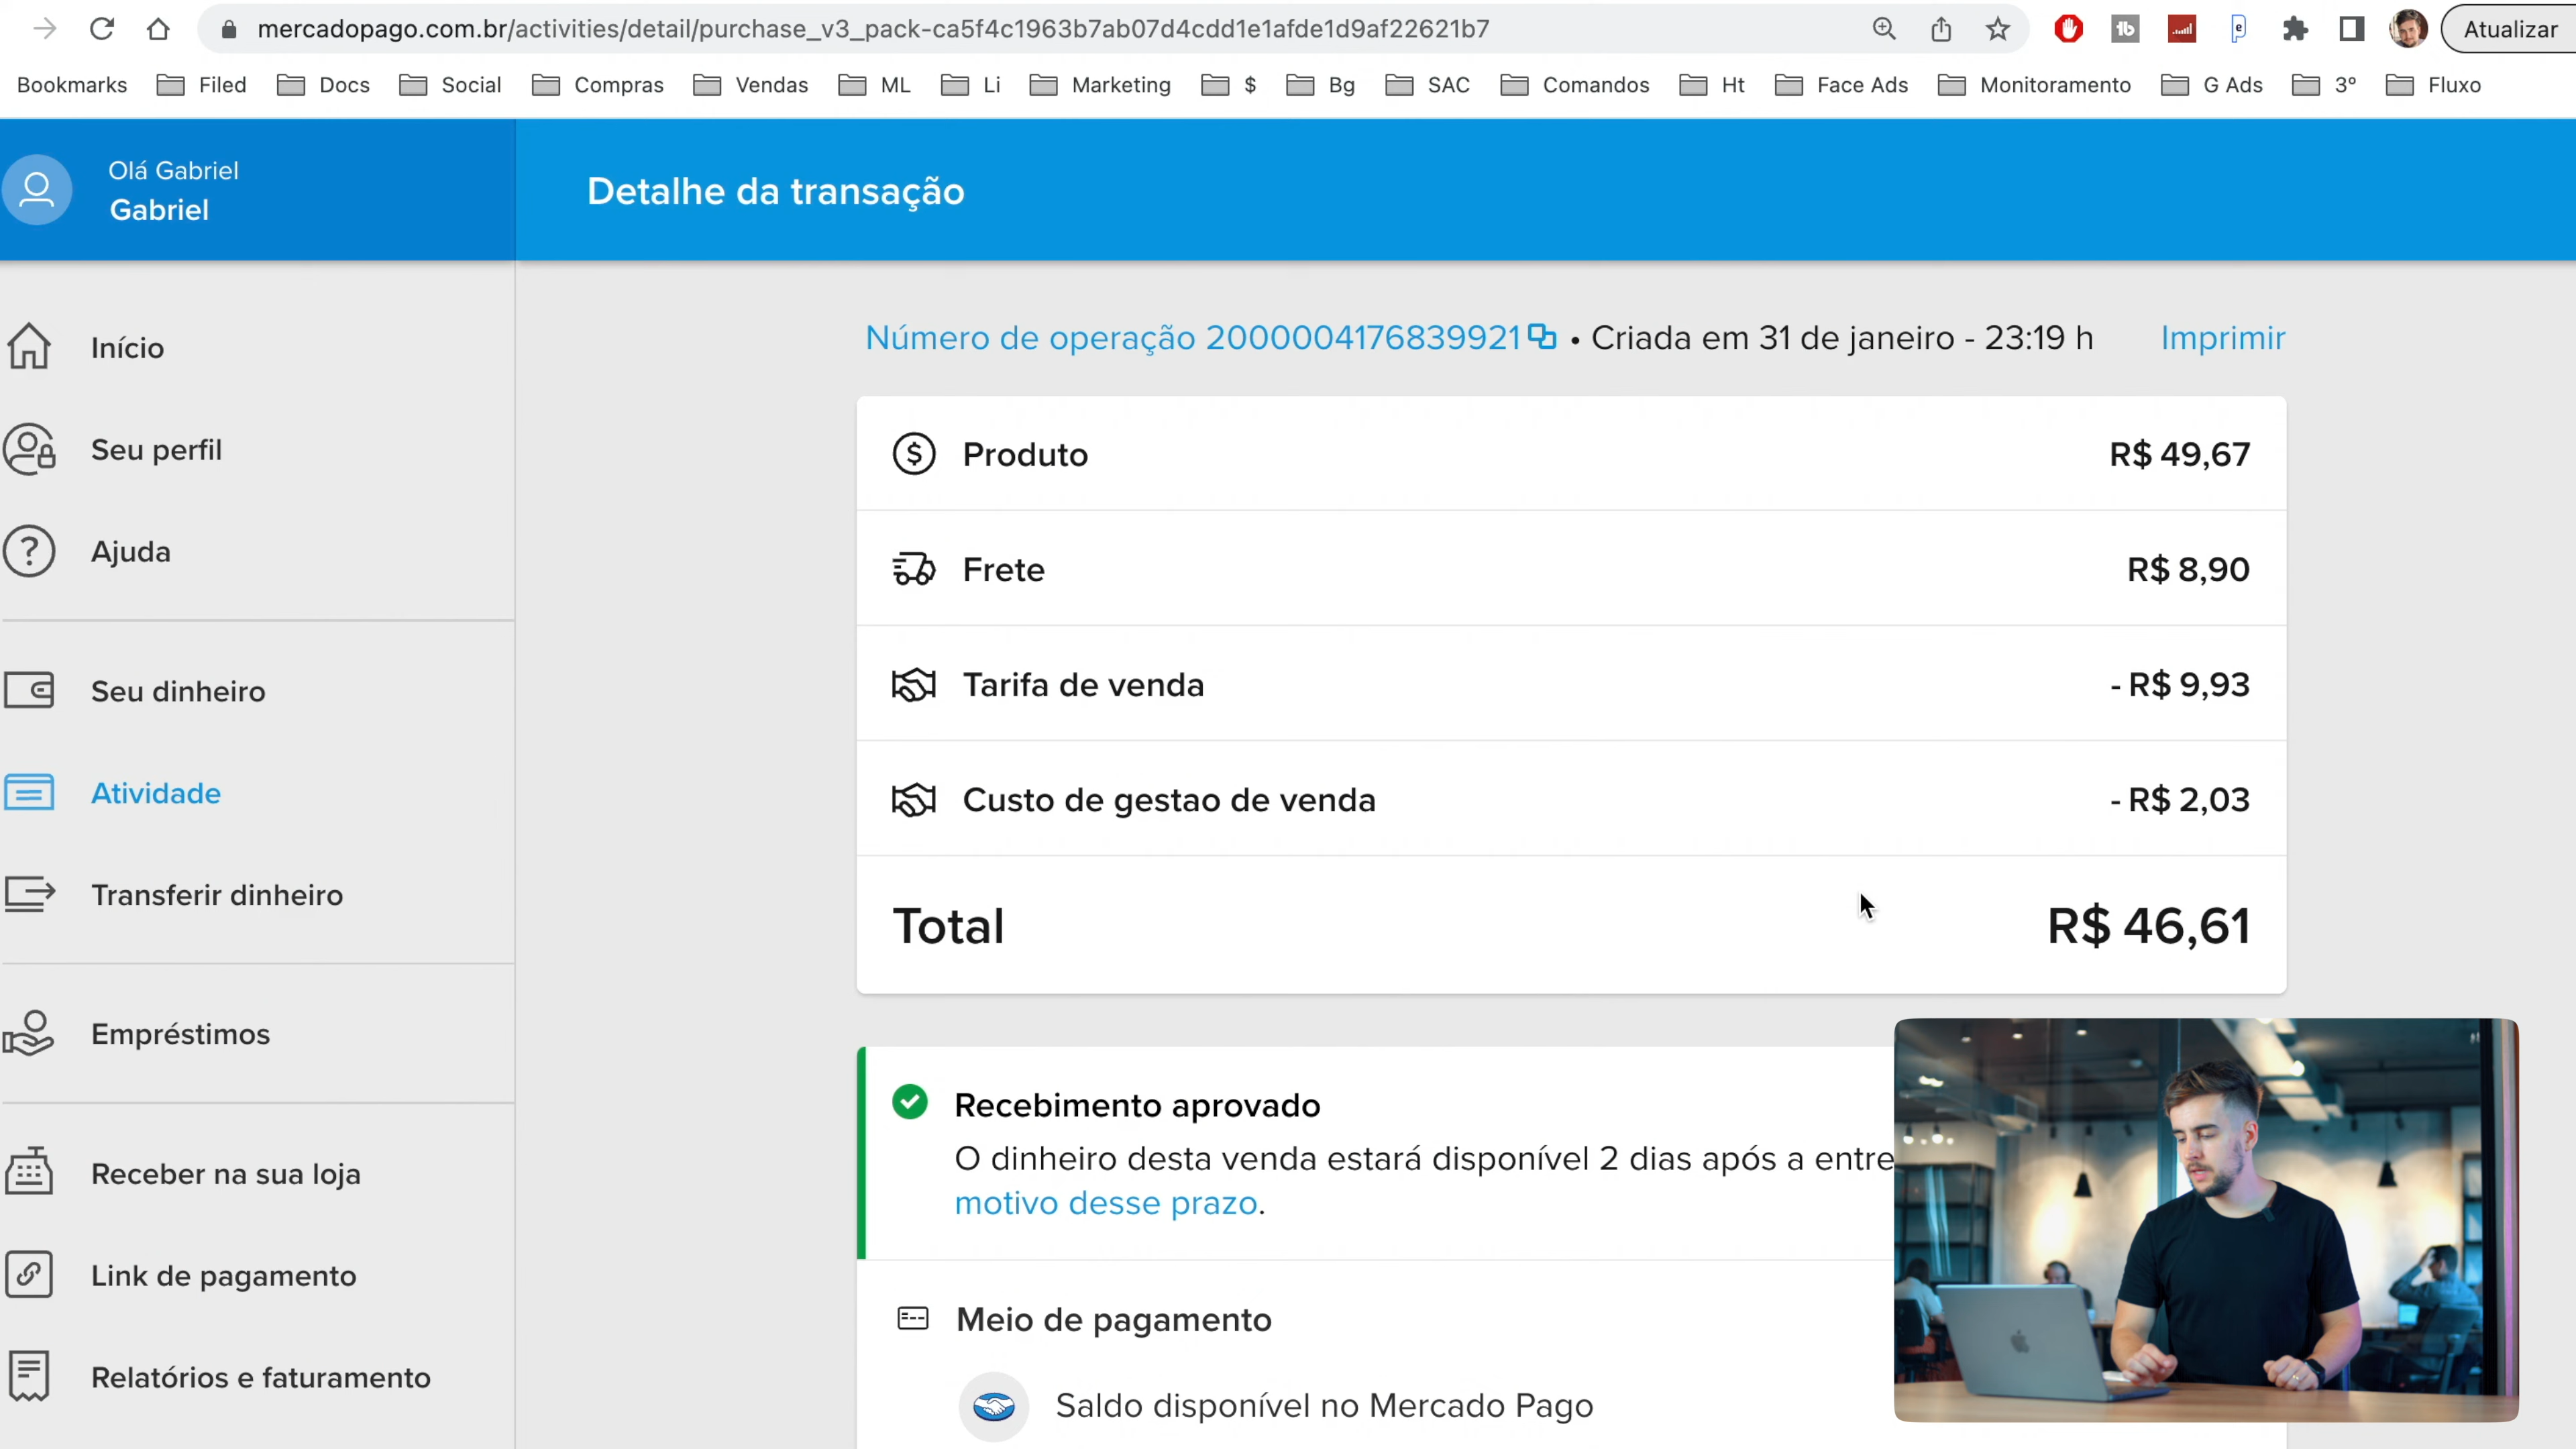 mercadopago.com.br/activities/detail/purchase_v3_pack-ca5f4c1963b7ab07d4cdd1e1afde1d9af22621b7
Atualizar
Bookmarks Filed Docs Social Compras Vendas ML Li Marketing $ Bg SAC Comandos Ht Face Ads Monitoramento G Ads 3º Fluxo
Olá Gabriel
Gabriel
Detalhe da transação
Início
Seu perfil
Ajuda
Seu dinheiro
Atividade
Transferir dinheiro
Empréstimos
Receber na sua loja
Link de pagamento
Relatórios e faturamento
Número de operação 2000004176839921 • Criada em 31 de janeiro - 23:19 h Imprimir
Produto R$ 49,67
Frete R$ 8,90
Tarifa de venda - R$ 9,93
Custo de gestao de venda - R$ 2,03
Total R$ 46,61
Recebimento aprovado
O dinheiro desta venda estará disponível 2 dias após a entre
motivo desse prazo.
Meio de pagamento
Saldo disponível no Mercado Pago